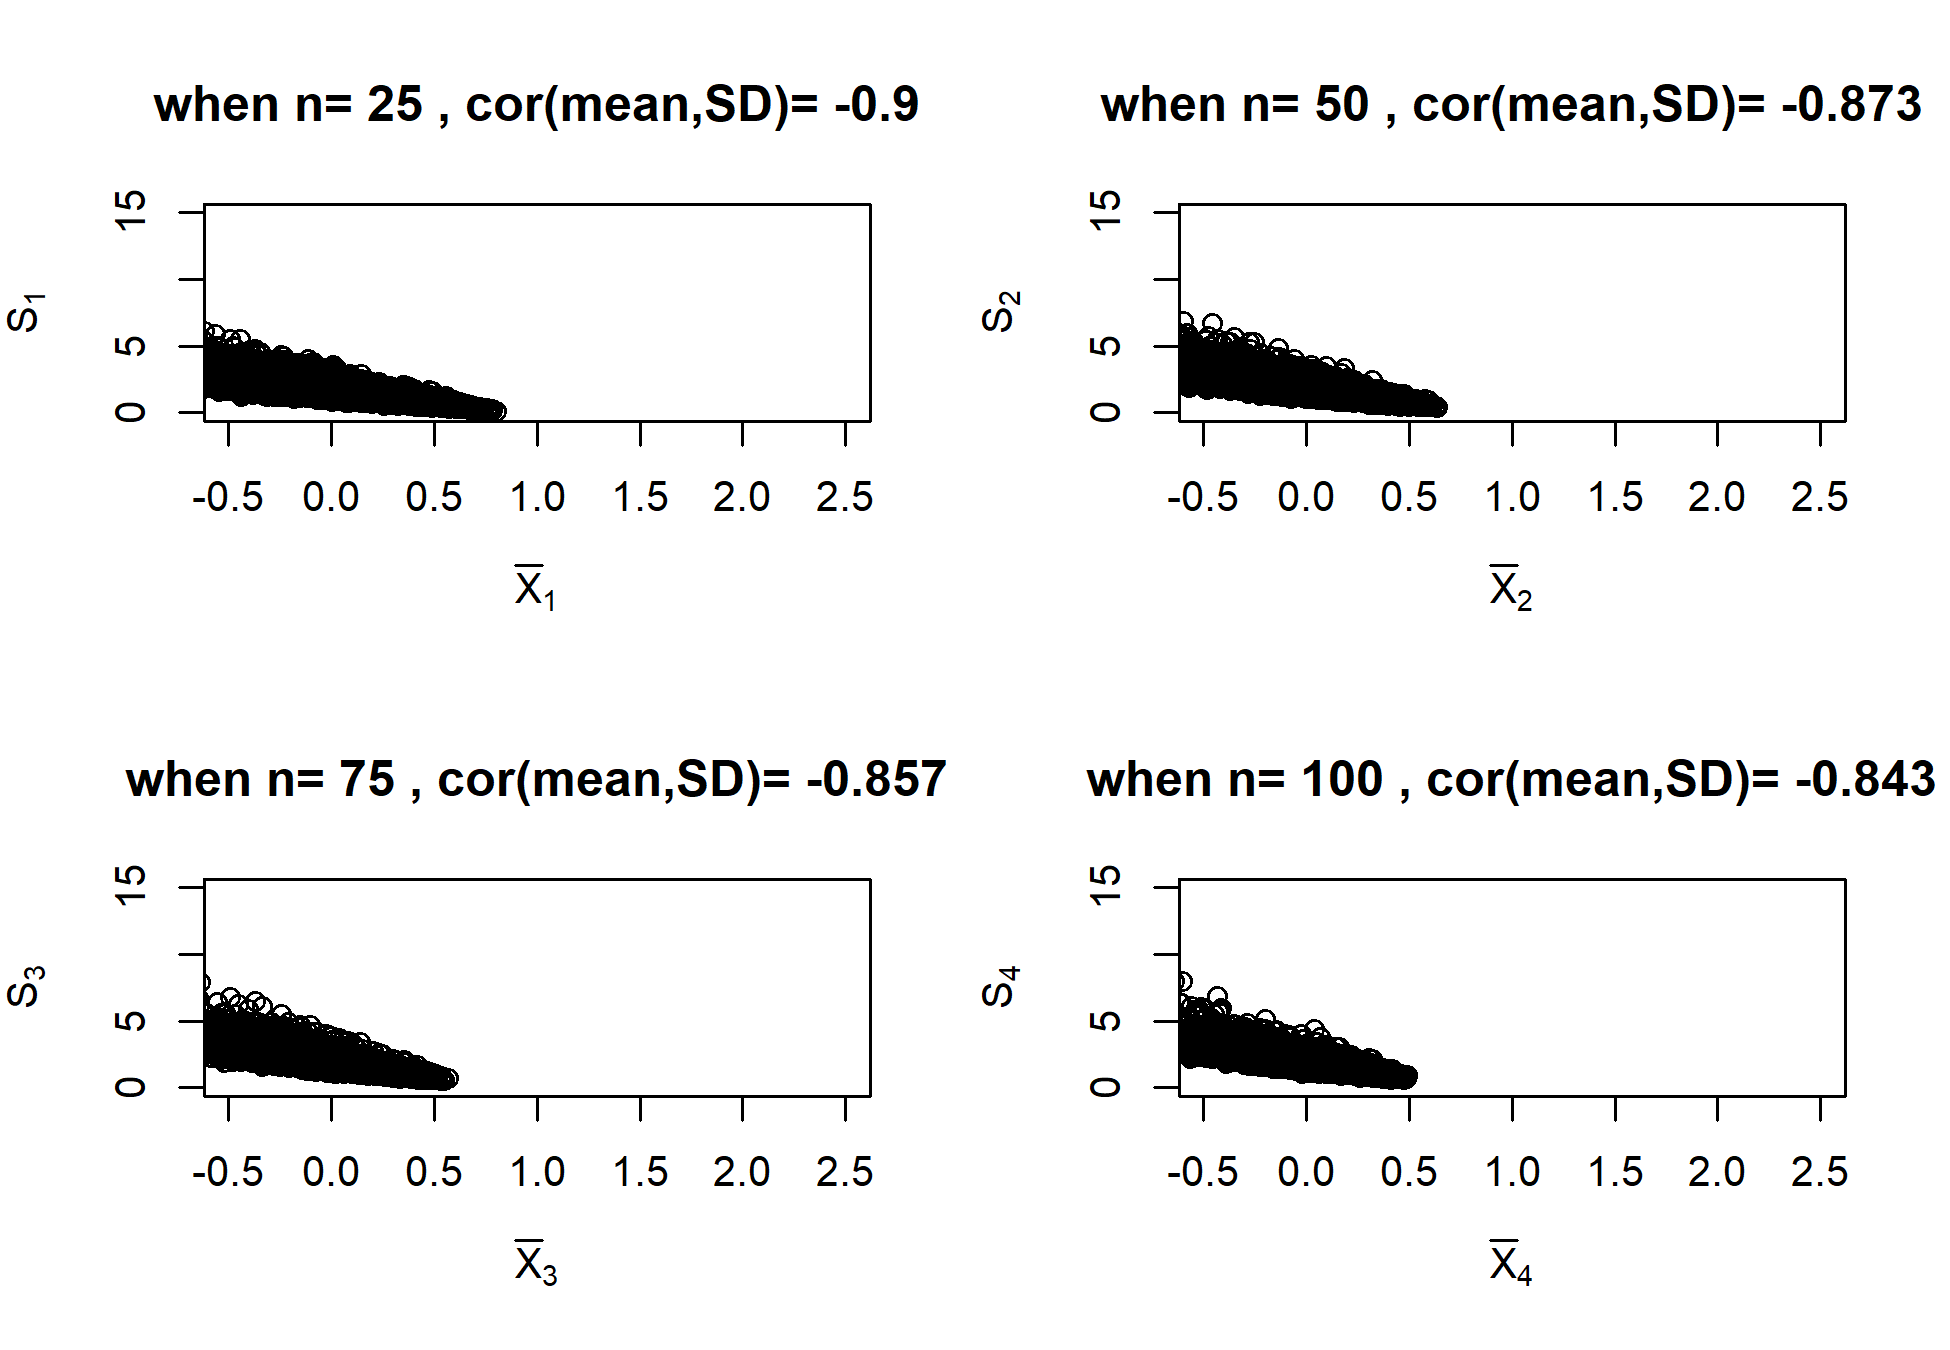 when n= 25 , cor(mean,SD)= -0.9
S1
15
5
0
-0.5 0.0 0.5 1.0 1.5 2.0 2.5
X̅1
when n= 50 , cor(mean,SD)= -0.873
S2
15
5
0
-0.5 0.0 0.5 1.0 1.5 2.0 2.5
X̅2
when n= 75 , cor(mean,SD)= -0.857
S3
15
5
0
-0.5 0.0 0.5 1.0 1.5 2.0 2.5
X̅3
when n= 100 , cor(mean,SD)= -0.843
S4
15
5
0
-0.5 0.0 0.5 1.0 1.5 2.0 2.5
X̅4